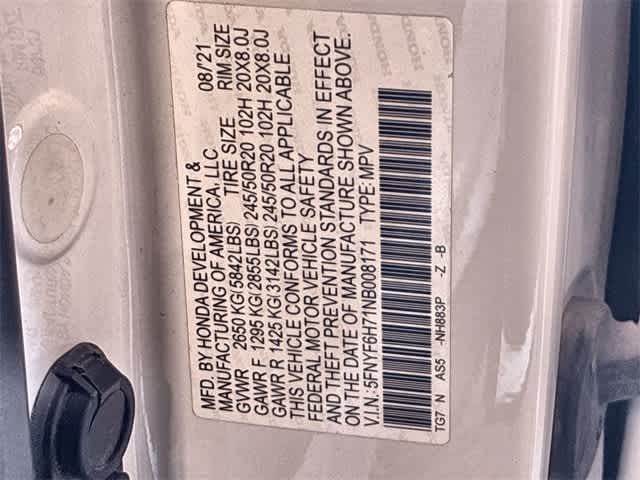 MFD. BY HONDA DEVELOPMENT & 08/'21
MANUFACTURING OF AMERICA, LLC
GVWR 2650 KG(5842LBS) TIRE SIZE RIM SIZE
GAWR F 1295 KG(2855LBS) 245/50R20 102H 20X8.0J
GAWR R 1425 KG(3142LBS) 245/50R20 102H 20X8.0J
THIS VEHICLE CONFORMS TO ALL APPLICABLE
FEDERAL MOTOR VEHICLE SAFETY
AND THEFT PREVENTION STANDARDS IN EFFECT
ON THE DATE OF MANUFACTURE SHOWN ABOVE.
V.I.N.:5FNYF6H71NB008171 TYPE:MPV
TG7 N AS5 -NH883P -Z -B